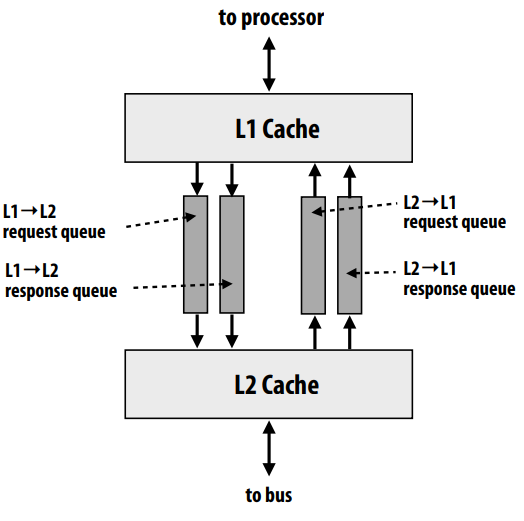 to processor
L1 Cache
L1→L2
request queue
L1→L2
response queue
L2→L1
request queue
L2→L1
response queue
L2 Cache
to bus